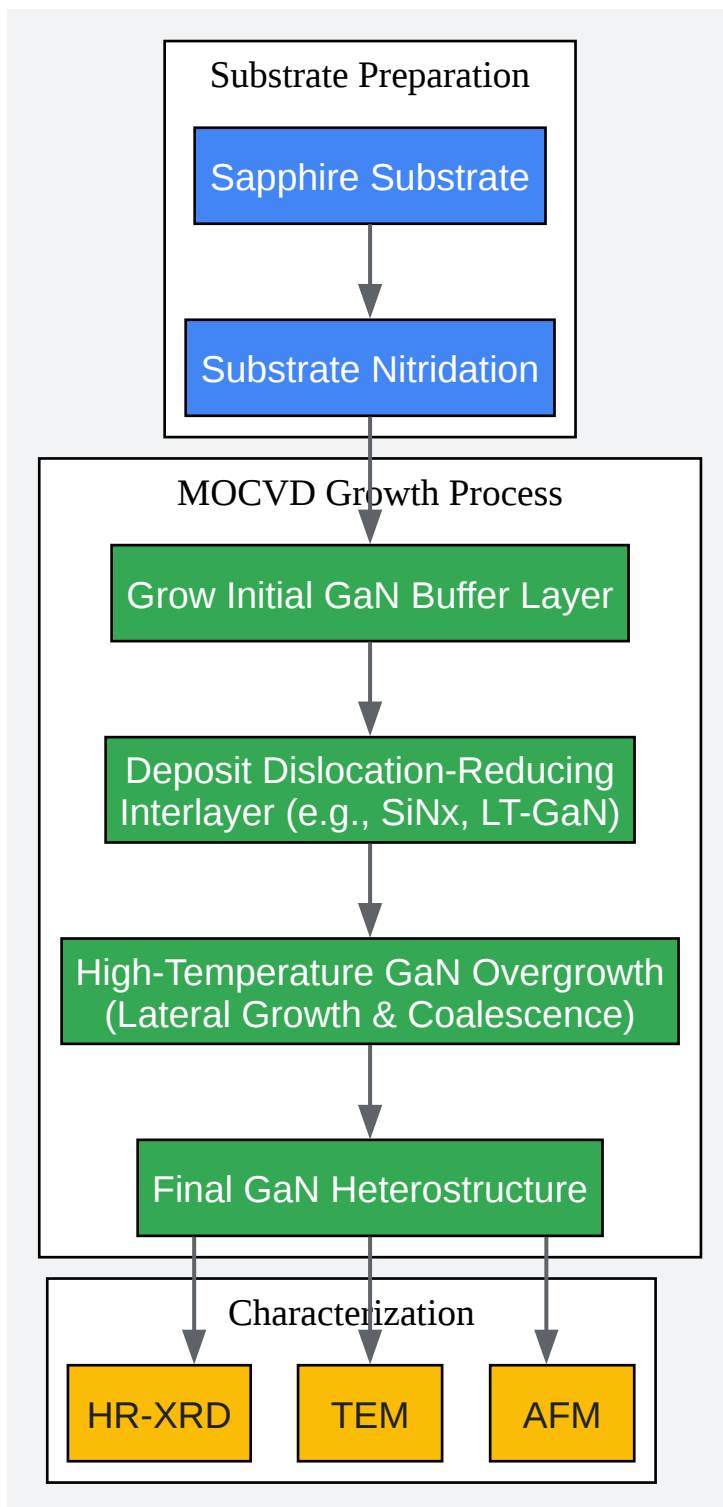 Substrate Preparation
Sapphire Substrate
Substrate Nitridation
MOCVD Growth Process
Grow Initial GaN Buffer Layer
Deposit Dislocation-Reducing
Interlayer (e.g., SiNx, LT-GaN)
High-Temperature GaN Overgrowth
(Lateral Growth & Coalescence)
Final GaN Heterostructure
Characterization
HR-XRD
TEM
AFM